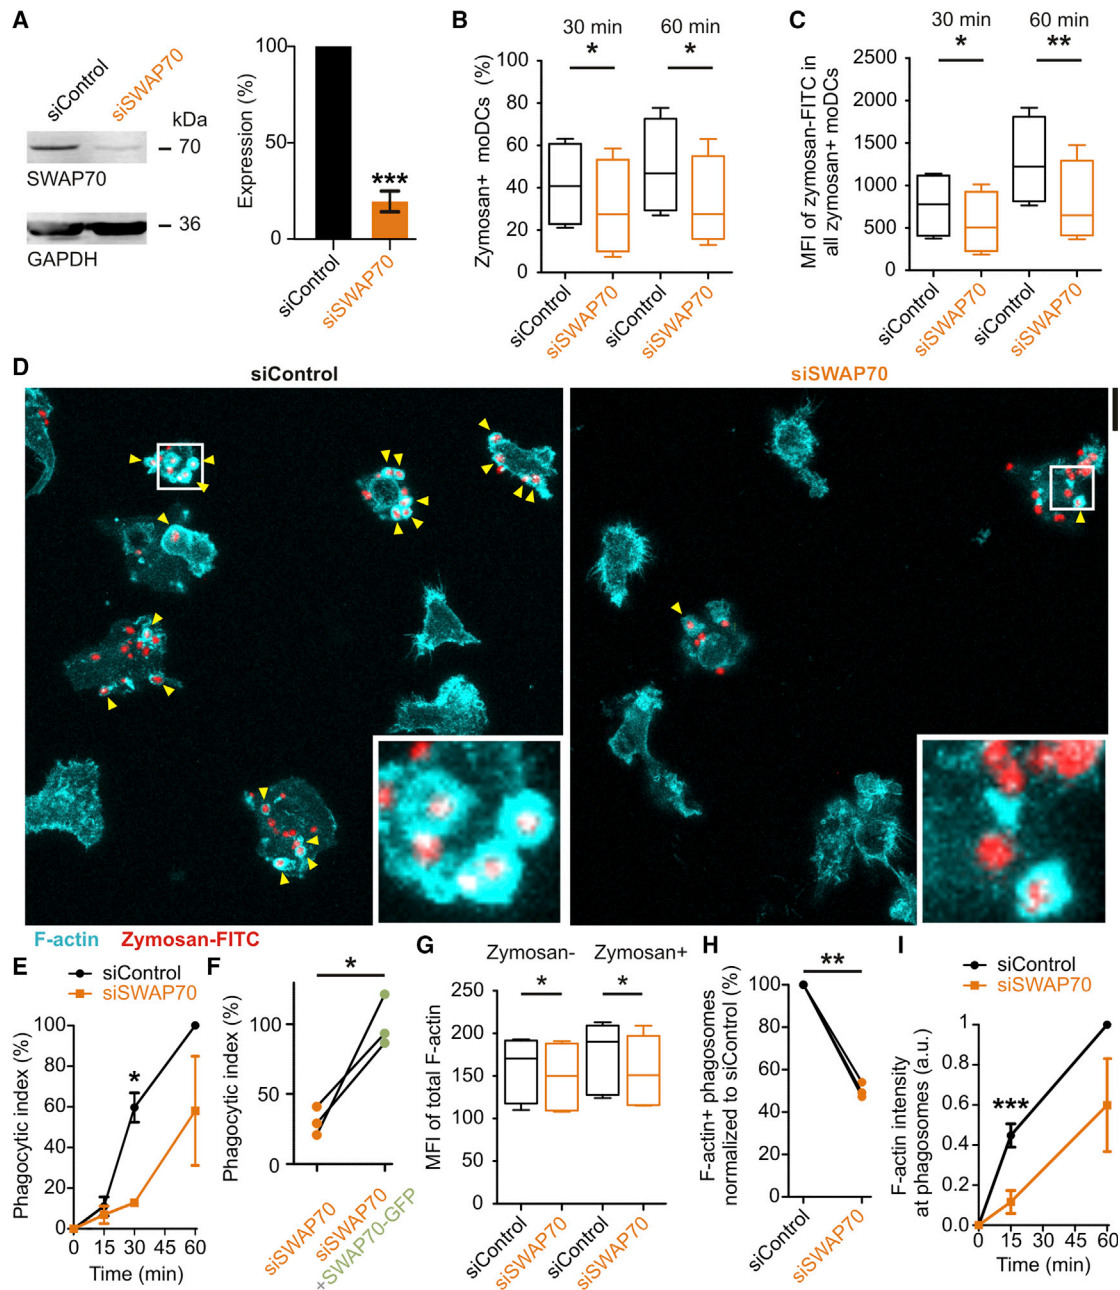 A
siControl
siSWAP70
kDa
70
SWAP70
36
GAPDH
Expression (%)
100
50
0
***
siControl
siSWAP70
B
30 min
60 min
*
*
Zymosan+ moDCs (%)
100
80
60
40
20
0
siControl
siSWAP70
siControl
siSWAP70
C
30 min
60 min
*
**
MFI of zymosan-FITC in
all zymosan+ moDCs
2500
2000
1500
1000
500
0
siControl
siSWAP70
siControl
siSWAP70
D
siControl
siSWAP70
F-actin Zymosan-FITC
E
siControl
siSWAP70
Phagocytic index (%)
100
80
60
40
20
0
*
0 15 30 45 60
Time (min)
F
*
Phagocytic index (%)
100
50
0
siSWAP70
siSWAP70
+SWAP70-GFP
G
Zymosan- Zymosan+
*
*
MFI of total F-actin
250
200
150
100
50
0
siControl
siSWAP70
siControl
siSWAP70
H
**
F-actin+ phagosomes
normalized to siControl (%)
100
80
60
40
20
0
siControl
siSWAP70
I
siControl
siSWAP70
F-actin intensity
at phagosomes (a.u.)
1
0.8
0.6
0.4
0.2
0.0
***
0 15 30 45 60
Time (min)